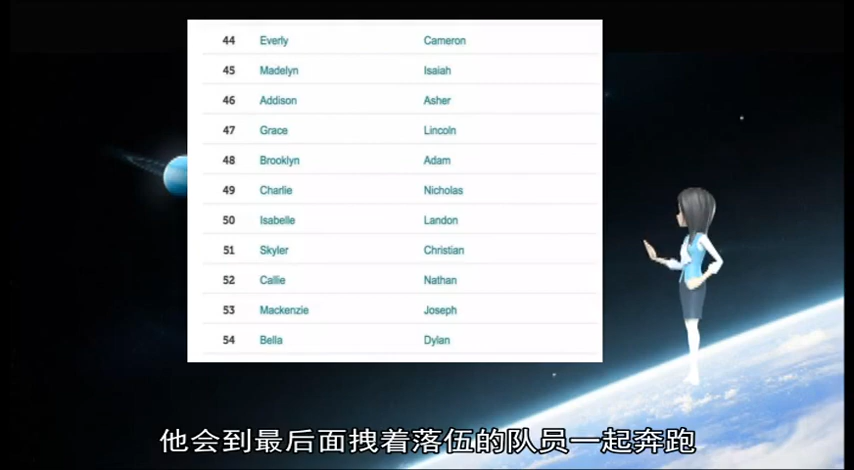 44 Everly Cameron
45 Madelyn Isaiah
46 Addison Asher
47 Grace Lincoln
48 Brooklyn Adam
49 Charlie Nicholas
50 Isabelle Landon
51 Skyler Christian
52 Callie Nathan
53 Mackenzie Joseph
54 Bella Dylan
他会到最后面拽着落伍的队员一起奔跑